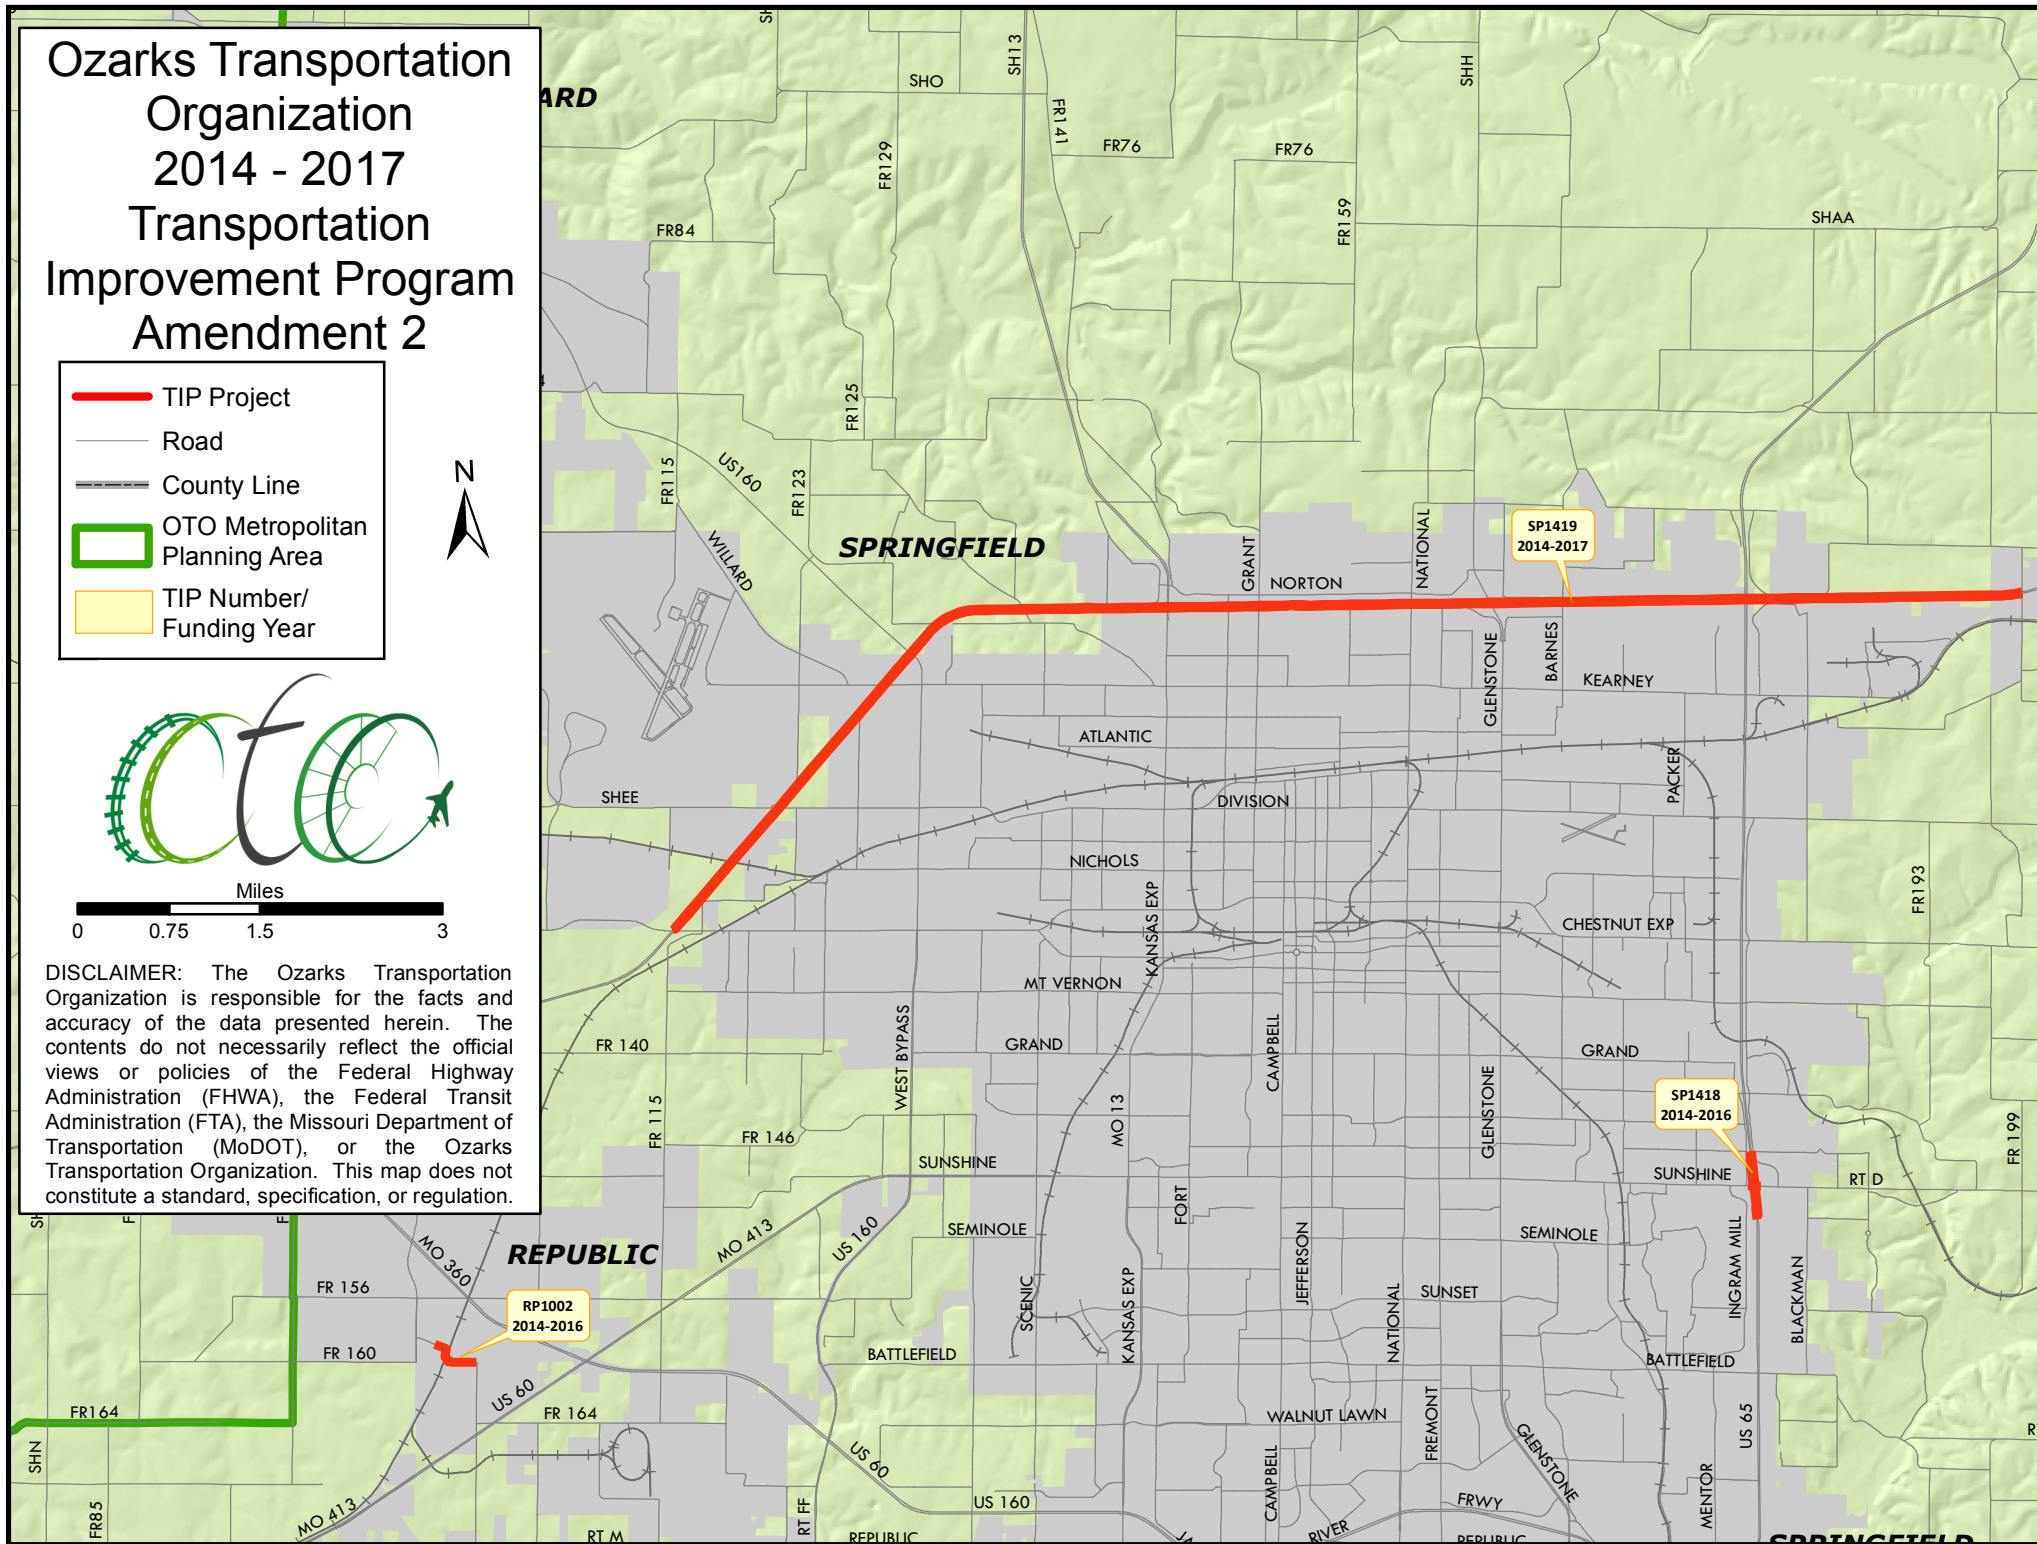 Ozarks Transportation
Organization
2014 - 2017
Transportation
Improvement Program
Amendment 2
TIP Project
Road
County Line
OTO Metropolitan
Planning Area
TIP Number/
Funding Year
N
Miles
0 0.75 1.5 3
DISCLAIMER: The Ozarks Transportation
Organization is responsible for the facts and
accuracy of the data presented herein. The
contents do not necessarily reflect the official
views or policies of the Federal Highway
Administration (FHWA), the Federal Transit
Administration (FTA), the Missouri Department of
Transportation (MoDOT), or the Ozarks
Transportation Organization. This map does not
constitute a standard, specification, or regulation.
ARD
SHO
SH13
FR141
FR76
FR76
SHH
FR129
FR159
SHAA
FR84
FR125
FR115
US160
FR123
WILLARD
SPRINGFIELD
GRANT
NORTON
NATIONAL
SP1419
2014-2017
GLENSTONE
BARNES
KEARNEY
ATLANTIC
PACKER
SHEE
DIVISION
NICHOLS
KANSAS EXP
FR193
CHESTNUT EXP
MT VERNON
WEST BYPASS
FR 140
GRAND
CAMPBELL
GRAND
GLENSTONE
SP1418
2014-2016
FR 115
MO 13
FR 146
SUNSHINE
SUNSHINE
RT D
FR 199
FORT
MO 413
US 160
SEMINOLE
JEFFERSON
SEMINOLE
INGRAM MILL
BLACKMAN
MO 360
REPUBLIC
FR 156
RP1002
2014-2016
SCENIC
KANSAS EXP
NATIONAL
SUNSET
FR 160
BATTLEFIELD
BATTLEFIELD
US 60
FR164
FR 164
WALNUT LAWN
FREMONT
GLENSTONE
US 65
SHN
US 60
CAMPBELL
MENTOR
FR85
MO 413
RT FF
US 160
FRWY
RIVER
RT M
REPUBLIC
REPUBLIC
SPRINGFIELD